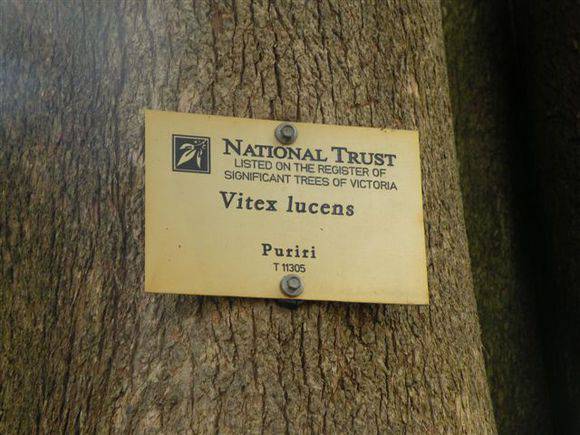 NATIONAL TRUST
LISTED ON THE REGISTER OF
SIGNIFICANT TREES OF VICTORIA
Vitex lucens
Puriri
T 11305